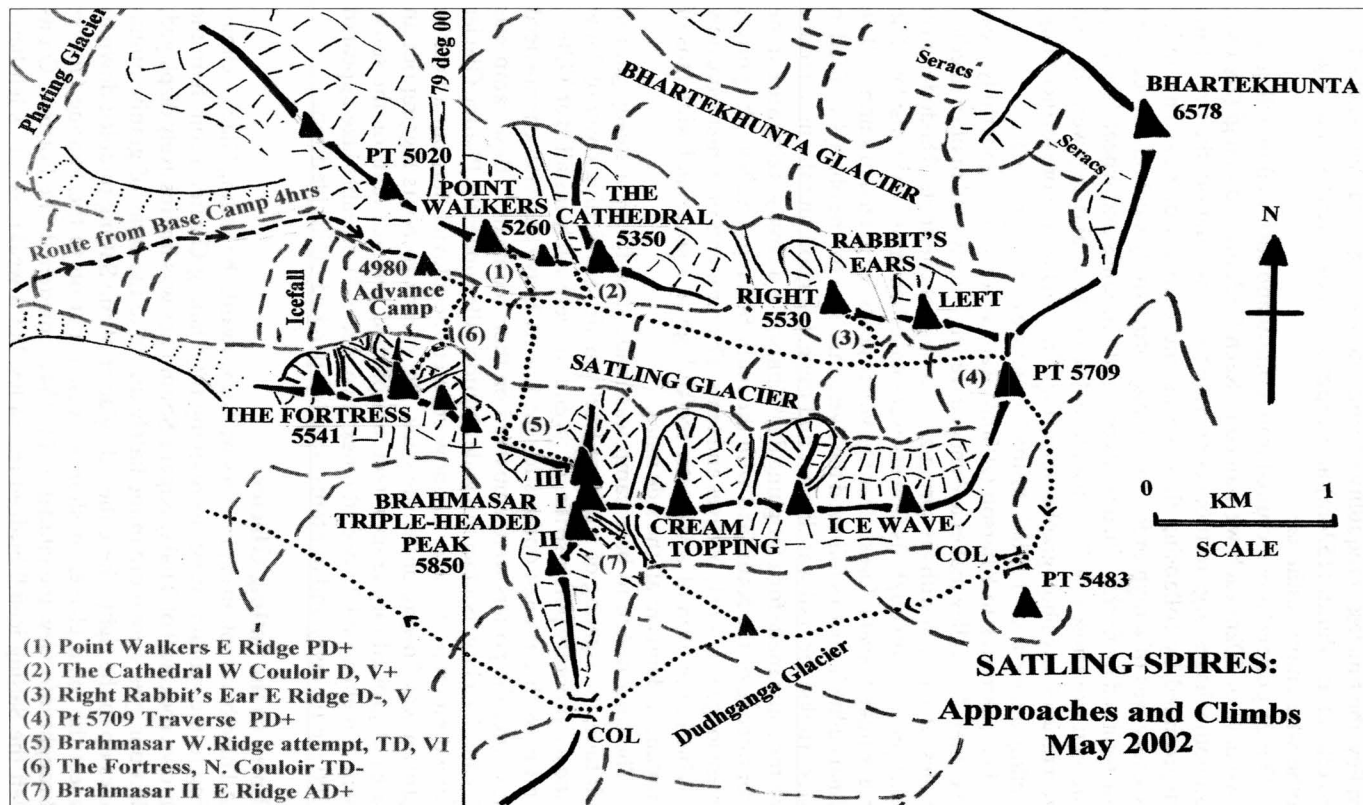 Phating Glacier
79 deg 00
Seracs
BHARTEKHUNTA
6578
BHARTEKHUNTA GLACIER
Seracs
PT 5020
POINT
WALKERS
5260
THE
CATHEDRAL
5350
N
Route from Base Camp 4hrs
4980
Advance
Camp
Icefall
(1)
(2)
RABBIT'S
EARS
RIGHT
5530
LEFT
(3)
(6)
(4)
PT 5709
SATLING GLACIER
THE FORTRESS
5541
(5)
III
I
BRAHMASAR
TRIPLE-HEADED
PEAK
5850
II
(7)
CREAM
TOPPING
ICE WAVE
COL
PT 5483
0 KM 1
SCALE
Dudhganga Glacier
COL
(1) Point Walkers E Ridge PD+
(2) The Cathedral W Couloir D, V+
(3) Right Rabbit's Ear E Ridge D-, V
(4) Pt 5709 Traverse PD+
(5) Brahmasar W.Ridge attempt, TD, VI
(6) The Fortress, N. Couloir TD-
(7) Brahmasar II E Ridge AD+
SATLING SPIRES:
Approaches and Climbs
May 2002